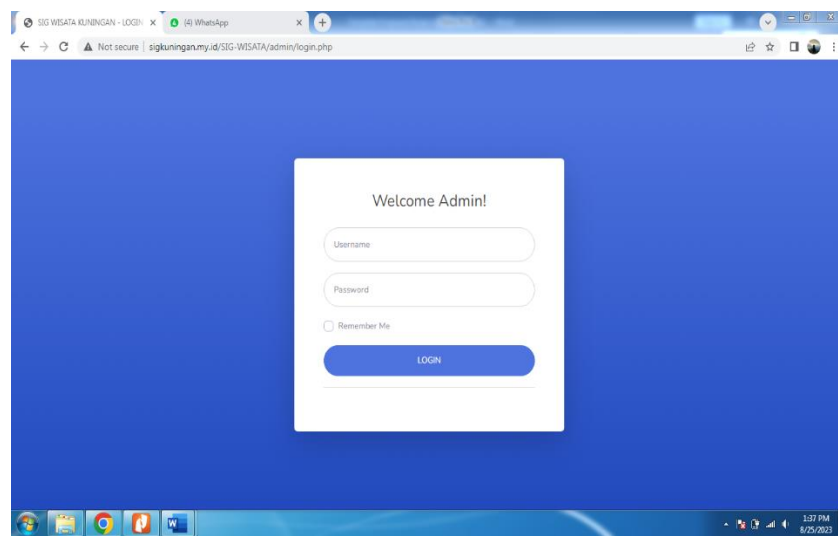 SIG WISATA KUNINGAN - LOGIN
(4) WhatsApp
Not secure | sigkuningan.my.id/SIG-WISATA/admin/login.php
Welcome Admin!
Username
Password
Remember Me
LOGIN
1:37 PM
8/25/2023